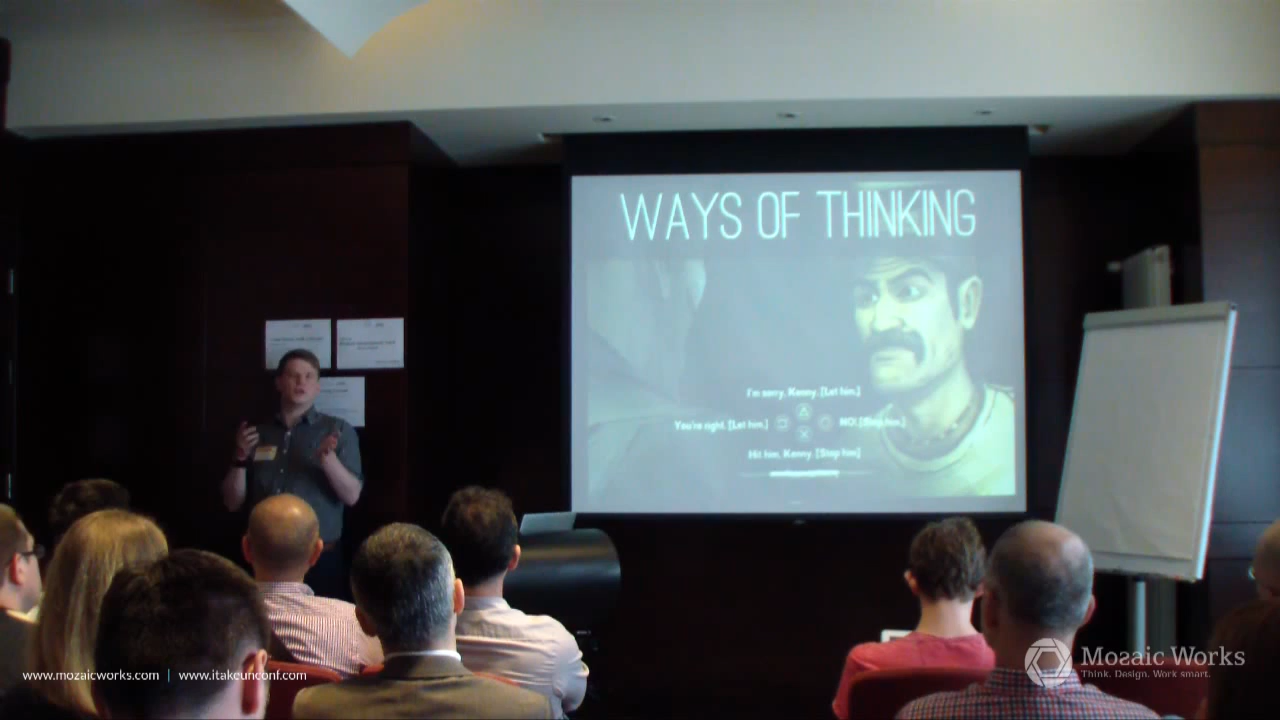 WAYS OF THINKING
I'm sorry, Kenny. [Let him.]
You're right. [Let him.]
NO! [Stop him.]
Hit him, Kenny. [Stop him]
www.mozaicworks.com | www.itakeunconf.com
Mozaic Works
Think. Design. Work smart.